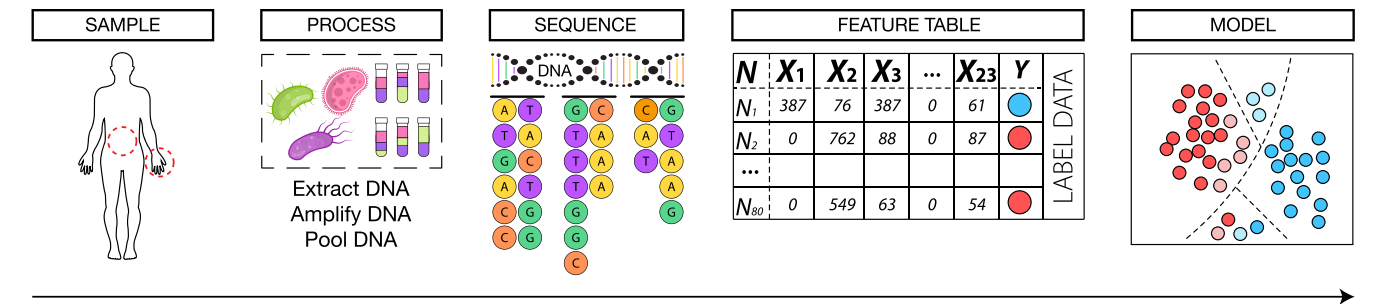 SAMPLE
PROCESS
SEQUENCE
FEATURE TABLE
MODEL
Extract DNA
Amplify DNA
Pool DNA
DNA
A T G C C G
T A T A A T
G C T A T A
A T T A A
C G G G
C G G
C
N X1 X2 X3 ... X23 Y
N1 387 76 387 0 61
N2 0 762 88 0 87
...
N80 0 549 63 0 54
LABEL DATA